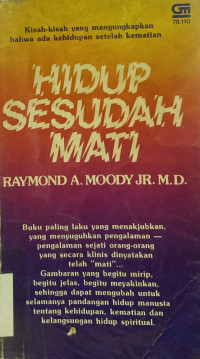 GM
79.110
Kisah-kisah yang mengungkapkan
bahwa ada kehidupan setelah kematian
HIDUP
SESUDAH
MATI
RAYMOND A. MOODY JR. M.D.
Buku paling laku yang menakjubkan,
yang menyuguhkan pengalaman —
pengalaman sejati orang-orang
yang secara klinis dinyatakan
telah "mati"...
Gambaran yang begitu mirip,
begitu jelas, begitu meyakinkan,
sehingga dapat mengubah untuk
selamanya pandangan hidup manusia
tentang kehidupan, kematian dan
kelangsungan hidup spiritual.